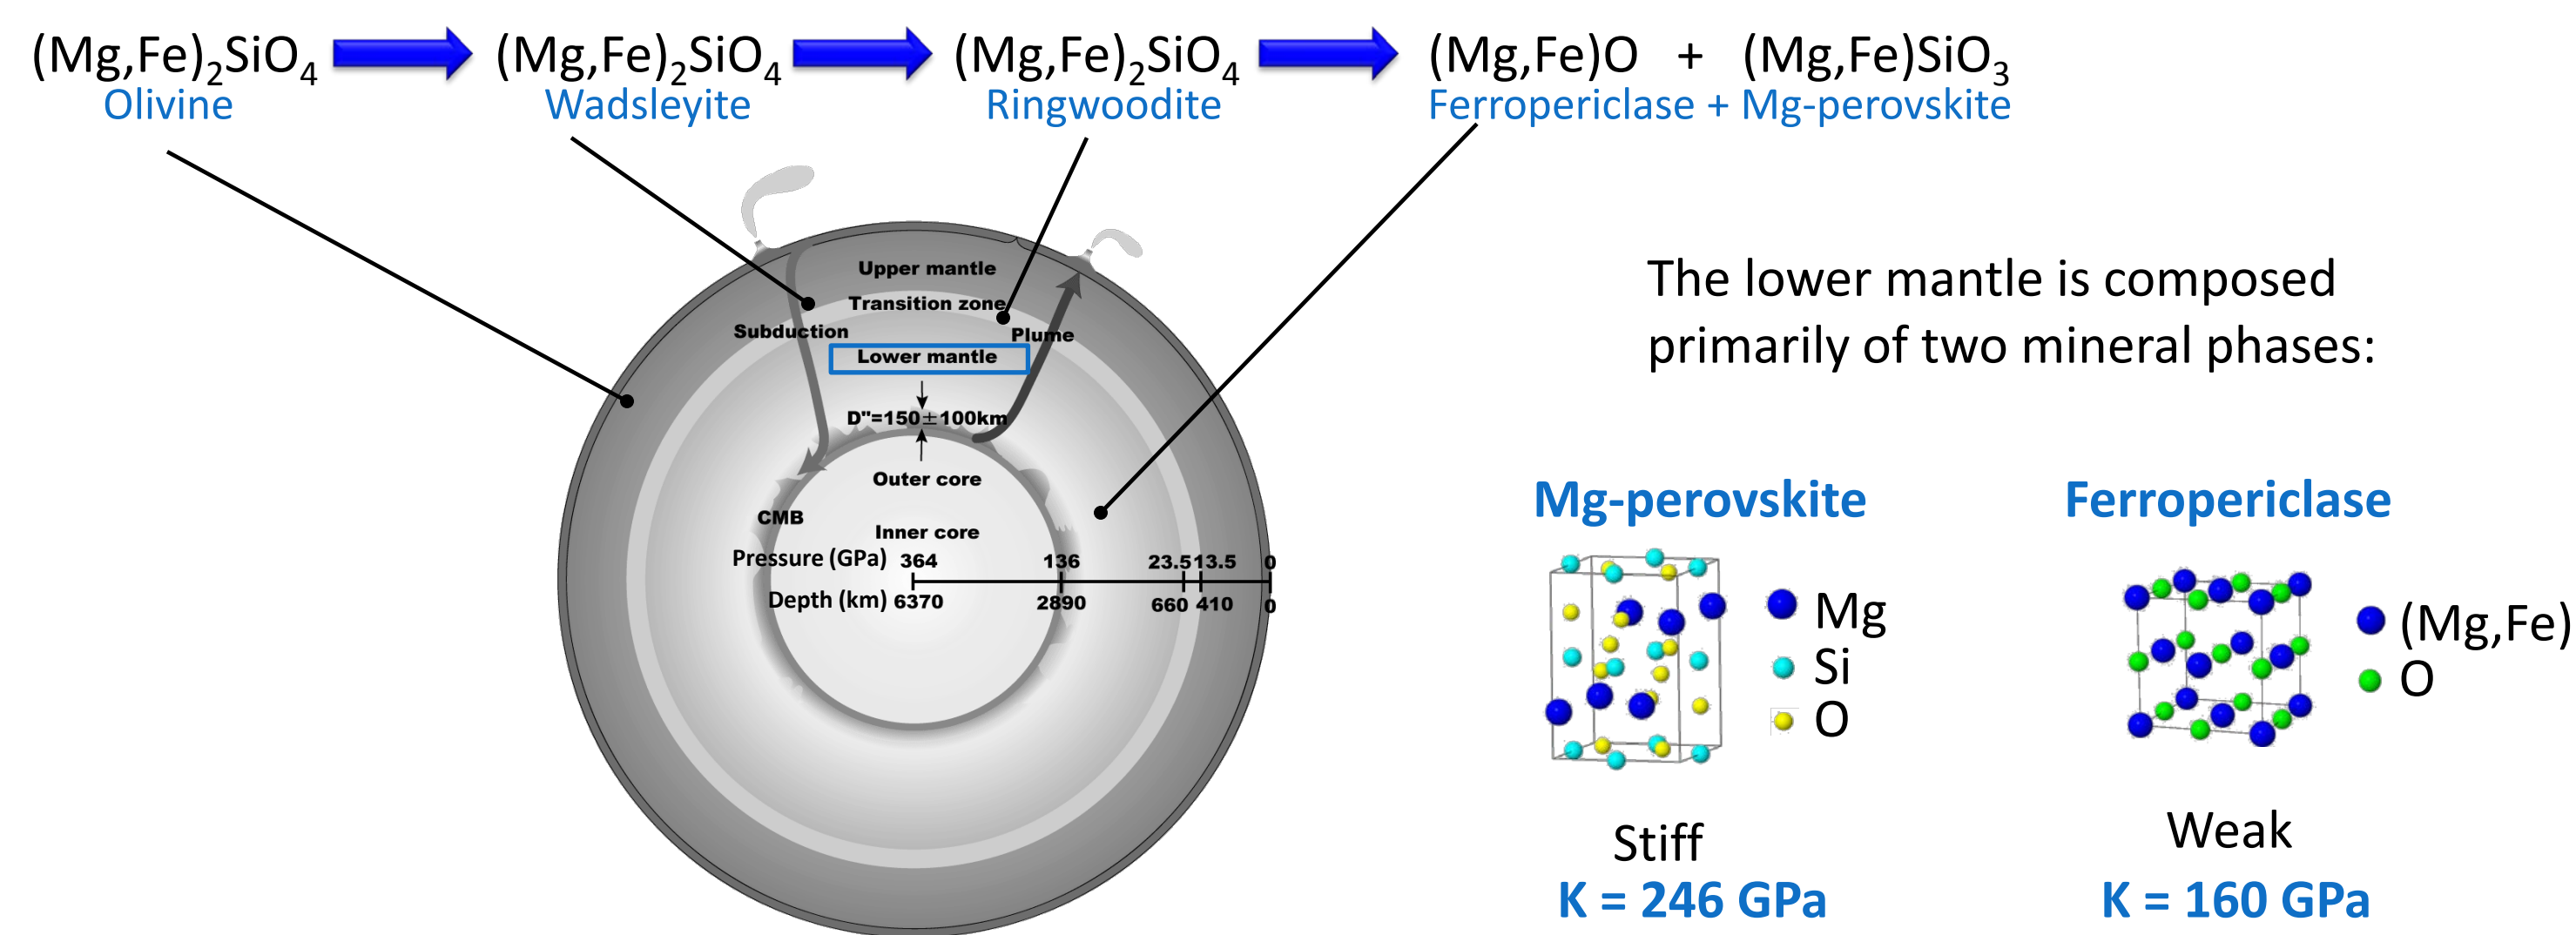 (Mg,Fe)₂SiO₄ (Mg,Fe)₂SiO₄ (Mg,Fe)₂SiO₄ (Mg,Fe)O + (Mg,Fe)SiO₃
Olivine Wadsleyite Ringwoodite Ferropericlase + Mg-perovskite
Upper mantle
Transition zone
Subduction
Plume
Lower mantle
D"=150±100km
Outer core
CMB
Inner core
Pressure (GPa) 364 136 23.5 13.5 0
Depth (km) 6370 2890 660 410 0
The lower mantle is composed
primarily of two mineral phases:
Mg-perovskite
Mg
Si
O
Stiff
K = 246 GPa
Ferropericlase
(Mg,Fe)
O
Weak
K = 160 GPa